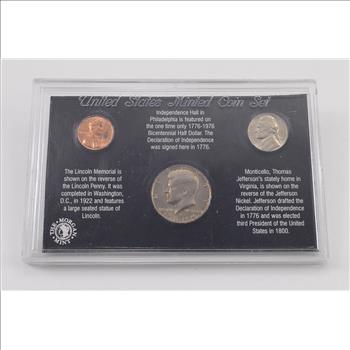 United States Minted Coin Set
Independence Hall in
Philadelphia is featured on
the one time only 1776-1976
Bicentennial Half Dollar. The
Declaration of Independence
was signed here in 1776.
The Lincoln Memorial is
shown on the reverse of
the Lincoln Penny. It was
completed in Washington,
D.C., in 1922 and features
a large seated statue of
Lincoln.
Monticello, Thomas
Jefferson's stately home in
Virginia, is shown on the
reverse of the Jefferson
Nickel. Jefferson drafted the
Declaration of Independence
in 1776 and was elected
third President of the United
States in 1800.
THE MORGAN MINT